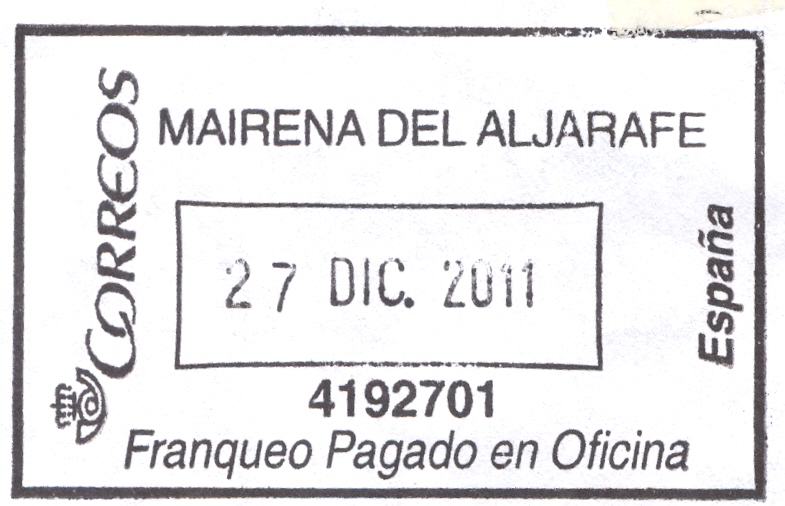 CORREOS
MAIRENA DEL ALJARAFE
27 DIC. 2011
España
4192701
Franqueo Pagado en Oficina